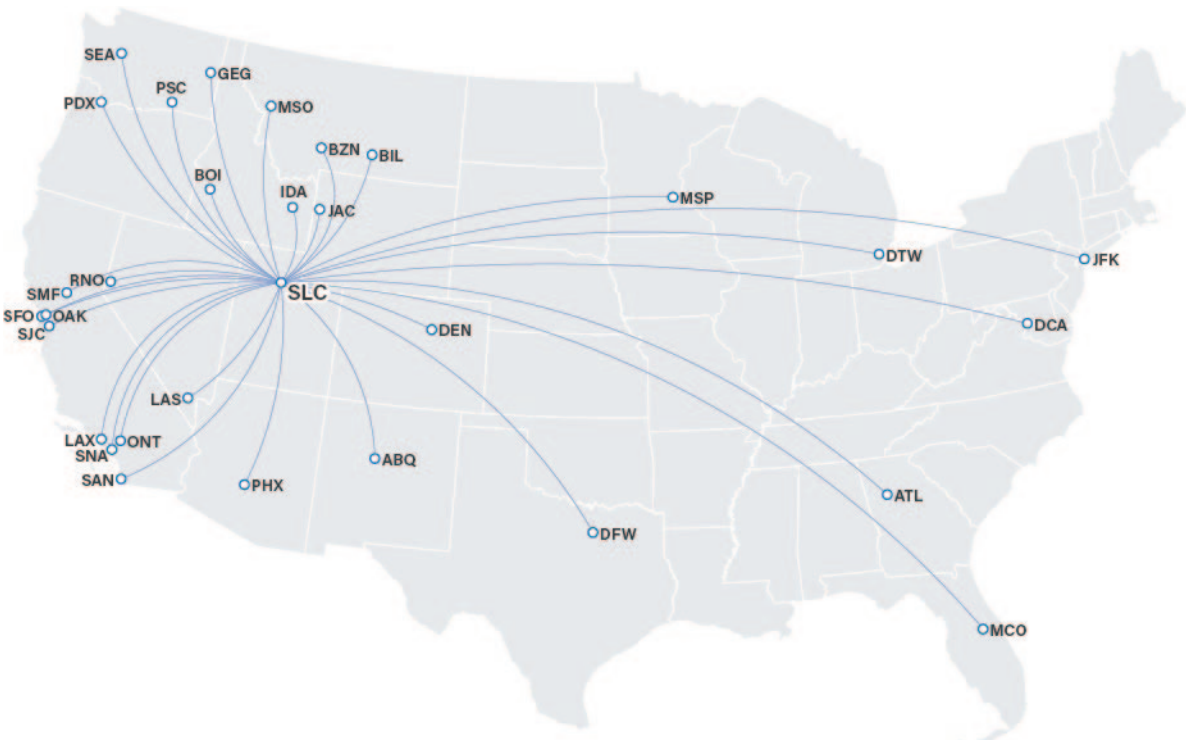 SEA
GEG
PSC
PDX
MSO
BZN
BIL
BOI
IDA
JAC
MSP
DTW
JFK
RNO
SMF
SLC
SFO
OAK
SJC
DEN
DCA
LAS
LAX
ONT
SNA
ABQ
SAN
PHX
ATL
DFW
MCO